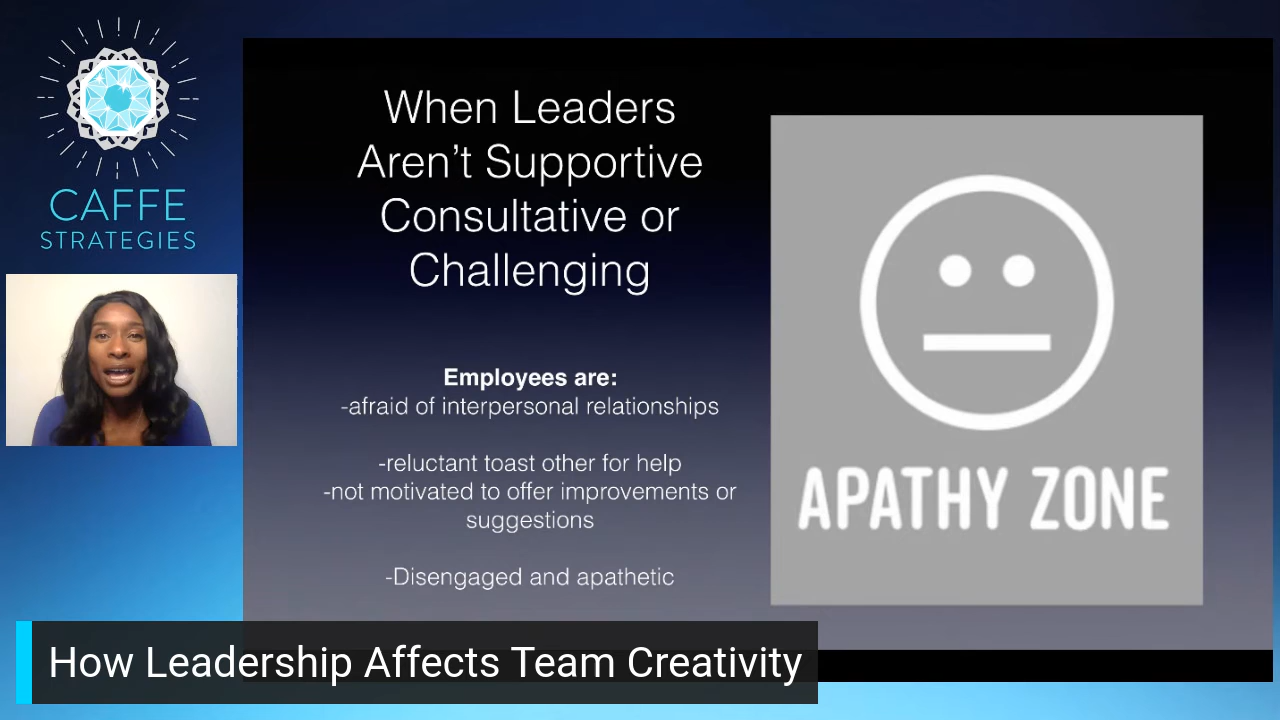 CAFFE
STRATEGIES
When Leaders
Aren't Supportive
Consultative or
Challenging
Employees are:
-afraid of interpersonal relationships
-reluctant toast other for help
-not motivated to offer improvements or
suggestions
-Disengaged and apathetic
APATHY ZONE
How Leadership Affects Team Creativity